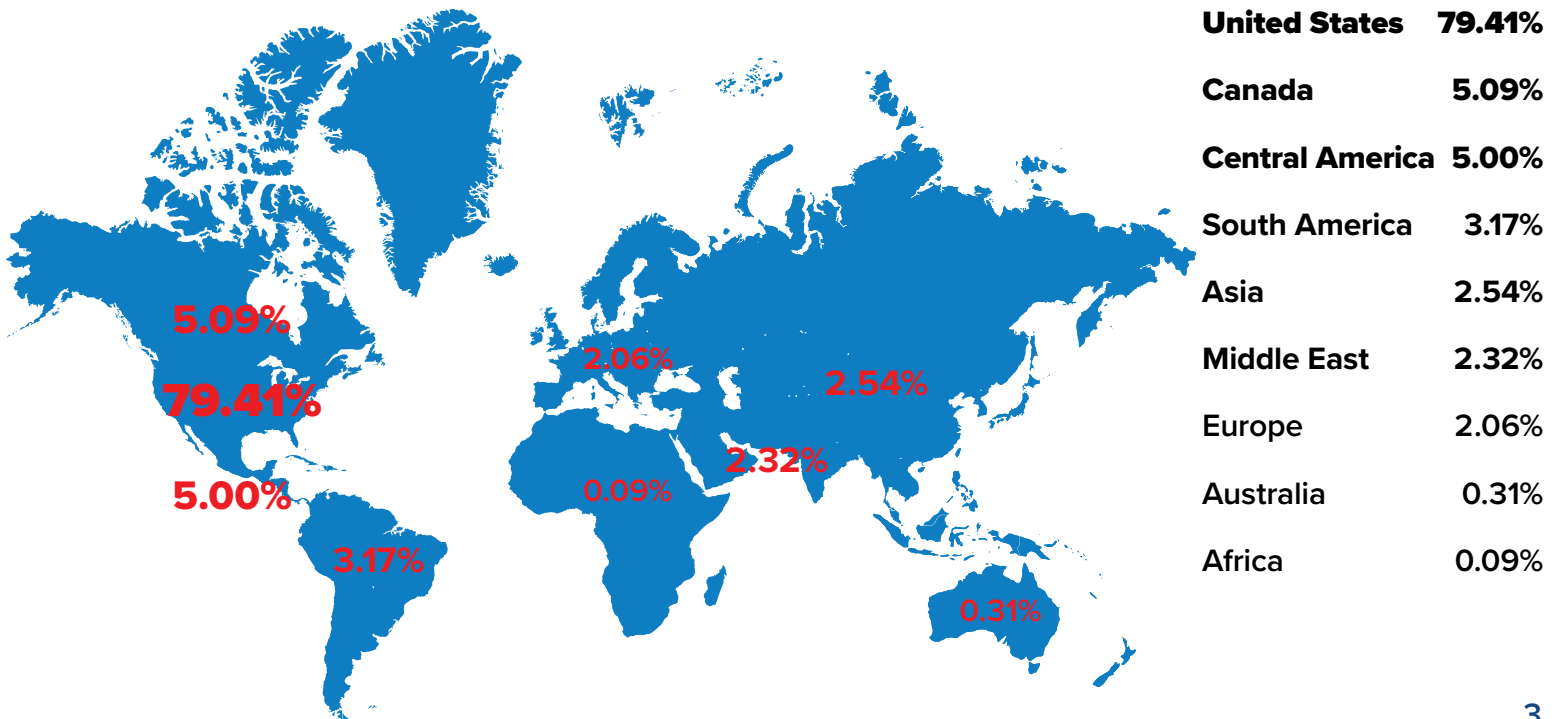 United States 79.41%
Canada 5.09%
Central America 5.00%
South America 3.17%
Asia 2.54%
Middle East 2.32%
Europe 2.06%
Australia 0.31%
Africa 0.09%
5.09%
2.06%
79.41%
2.54%
2.32%
0.09%
5.00%
3.17%
0.31%
3